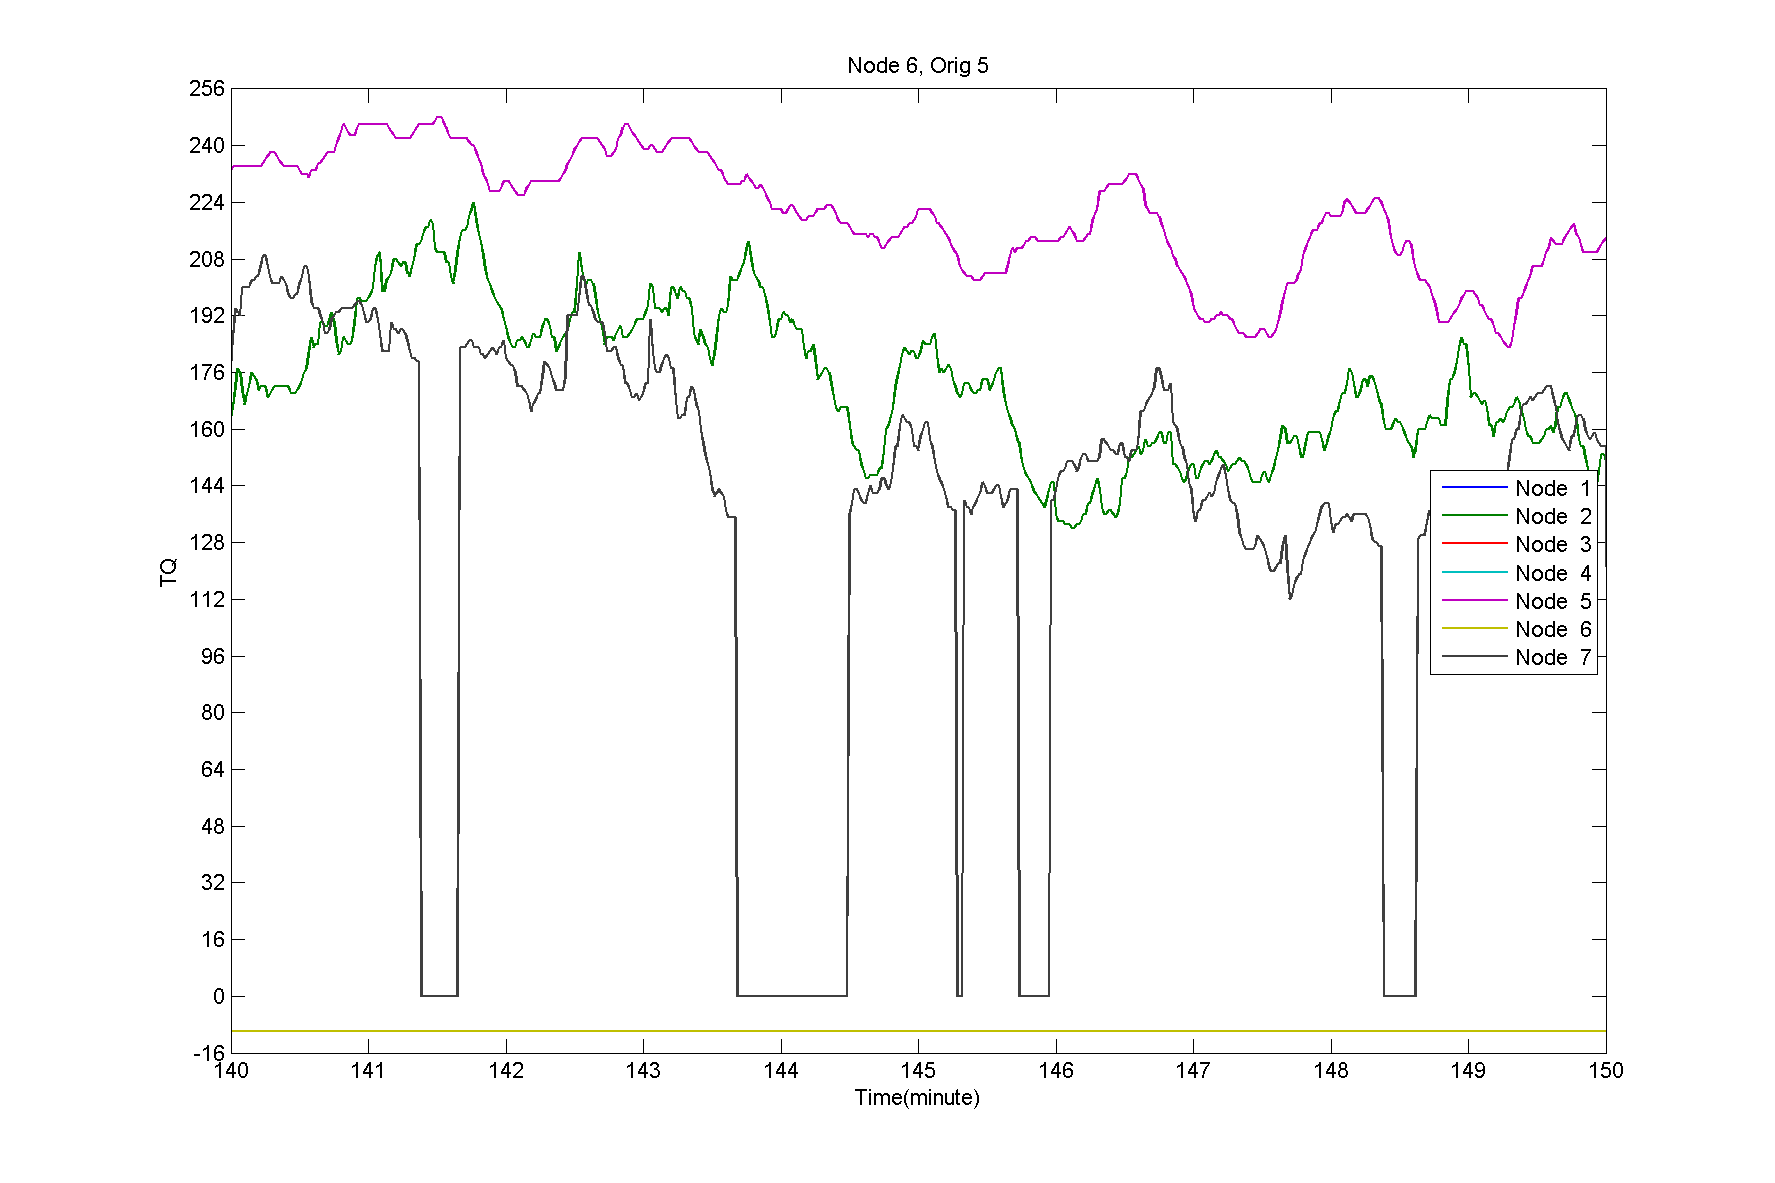 Node 6, Orig 5
256
240
224
208
192
176
160
144
128
112
96
80
64
48
32
16
0
-16
TQ
Node 1
Node 2
Node 3
Node 4
Node 5
Node 6
Node 7
140 141 142 143 144 145 146 147 148 149 150
Time(minute)